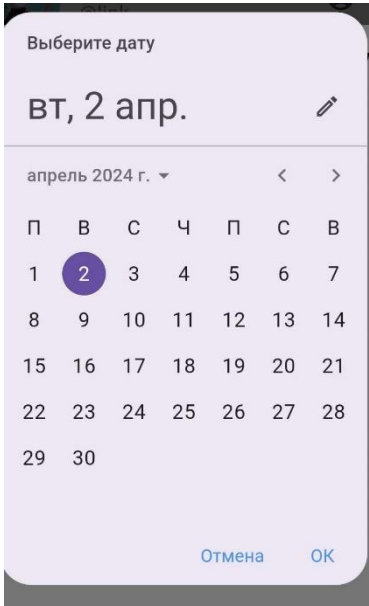 @link
Выберите дату
вт, 2 апр.
апрель 2024 г.
П В С Ч П С В
1 2 3 4 5 6 7
8 9 10 11 12 13 14
15 16 17 18 19 20 21
22 23 24 25 26 27 28
29 30
Отмена ОК